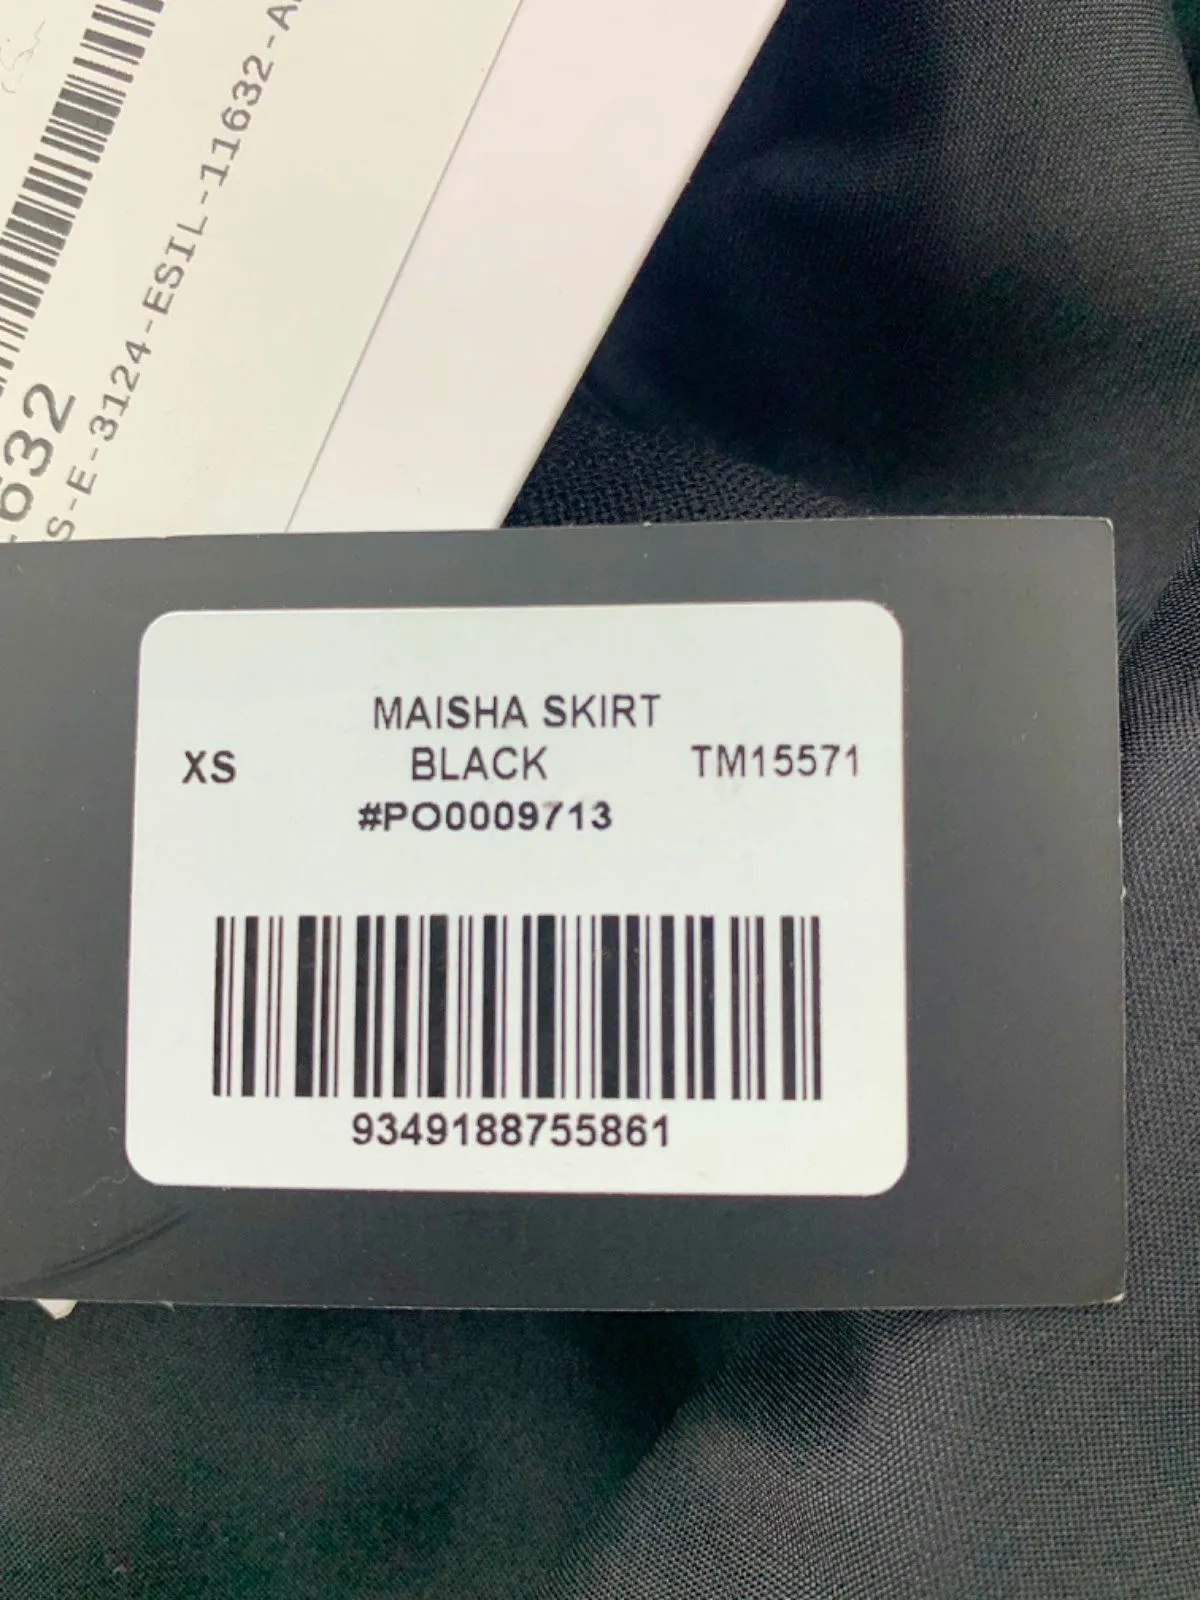 S-E-3124-ESIL-11632-A
632
MAISHA SKIRT
XS BLACK TM15571
#PO0009713
9349188755861